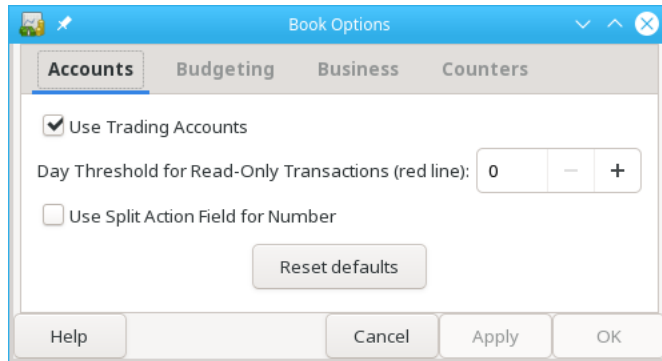 Book Options
Accounts Budgeting Business Counters
Use Trading Accounts
Day Threshold for Read-Only Transactions (red line): 0 − +
Use Split Action Field for Number
Reset defaults
Help Cancel Apply OK